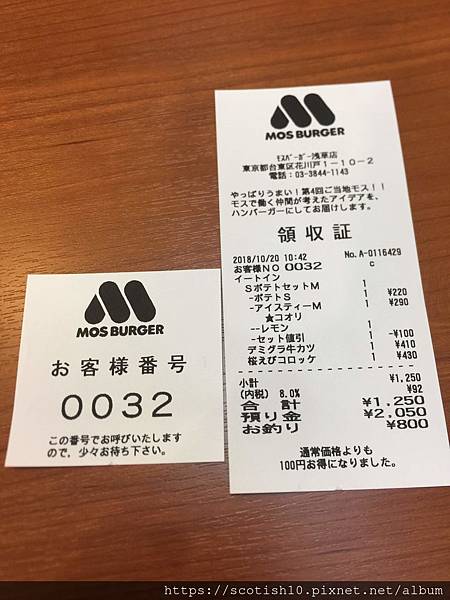 MOS BURGER
お客様番号
0032
この番号でお呼びいたします
ので、少々お待ち下さい。
MOS BURGER
モスバーガー浅草店
東京都台東区花川戸1-10-2
電話:03-3844-1143
やっぱりうまい!第4回ご当地モス!!
モスで働く仲間が考えたアイデアを、
ハンバーガーにしてお届けします。
領収証
2018/10/20 10:42 No.A-0116429
お客様NO 0032 c
イートイン
SポテトセットM 1
-ポテトS 1 ¥220
-アイスティーM 1 ¥290
★コオリ
--レモン 1
-セット値引 1 -¥100
デミグラ牛カツ 1 ¥410
桜えびコロッケ 1 ¥430
小計 ¥1,250
(内税) 8.0% ¥92
合計 ¥1,250
預り金 ¥2,050
お釣り ¥800
通常価格よりも
100円お得になりました。
https://scotish10.pixnet.net/album